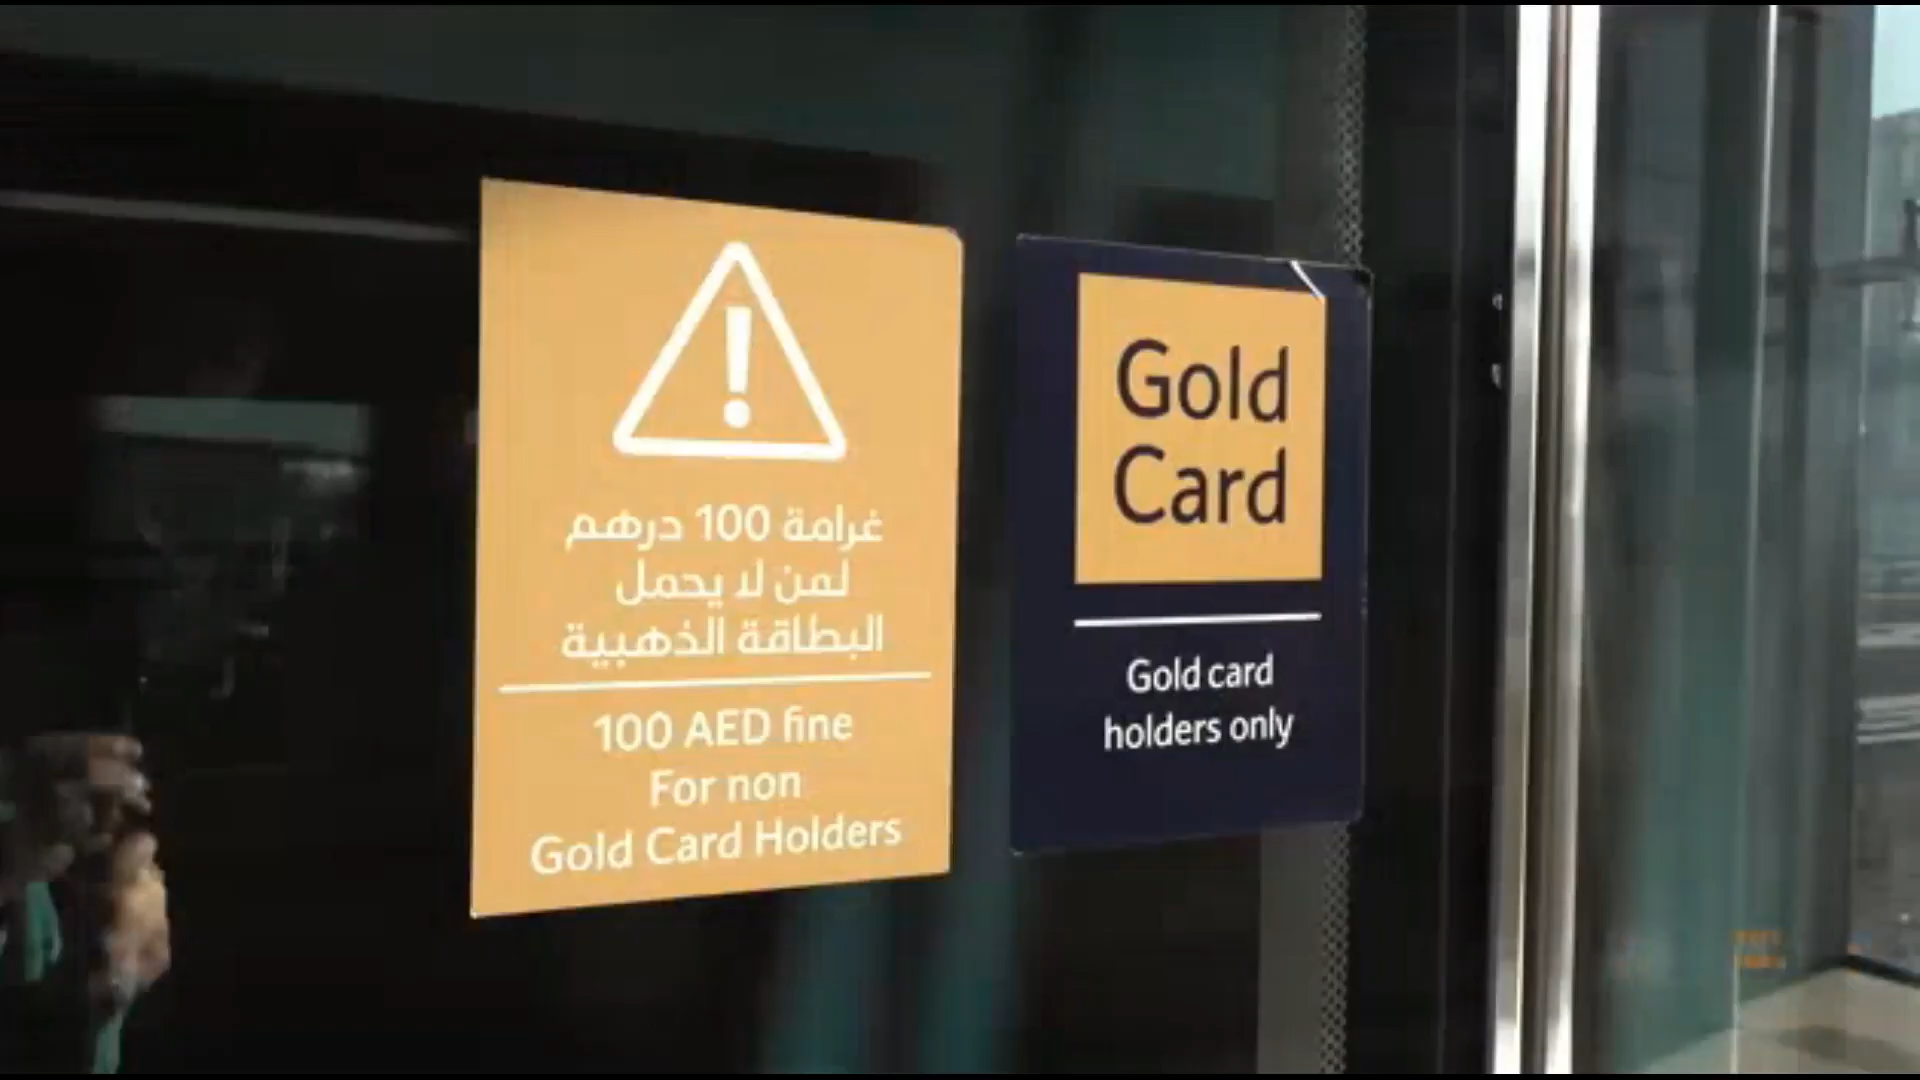 غرامة 100 درهم
لمن لا يحمل
البطاقة الذهبية
100 AED fine
For non
Gold Card Holders
Gold
Card
Gold card
holders only